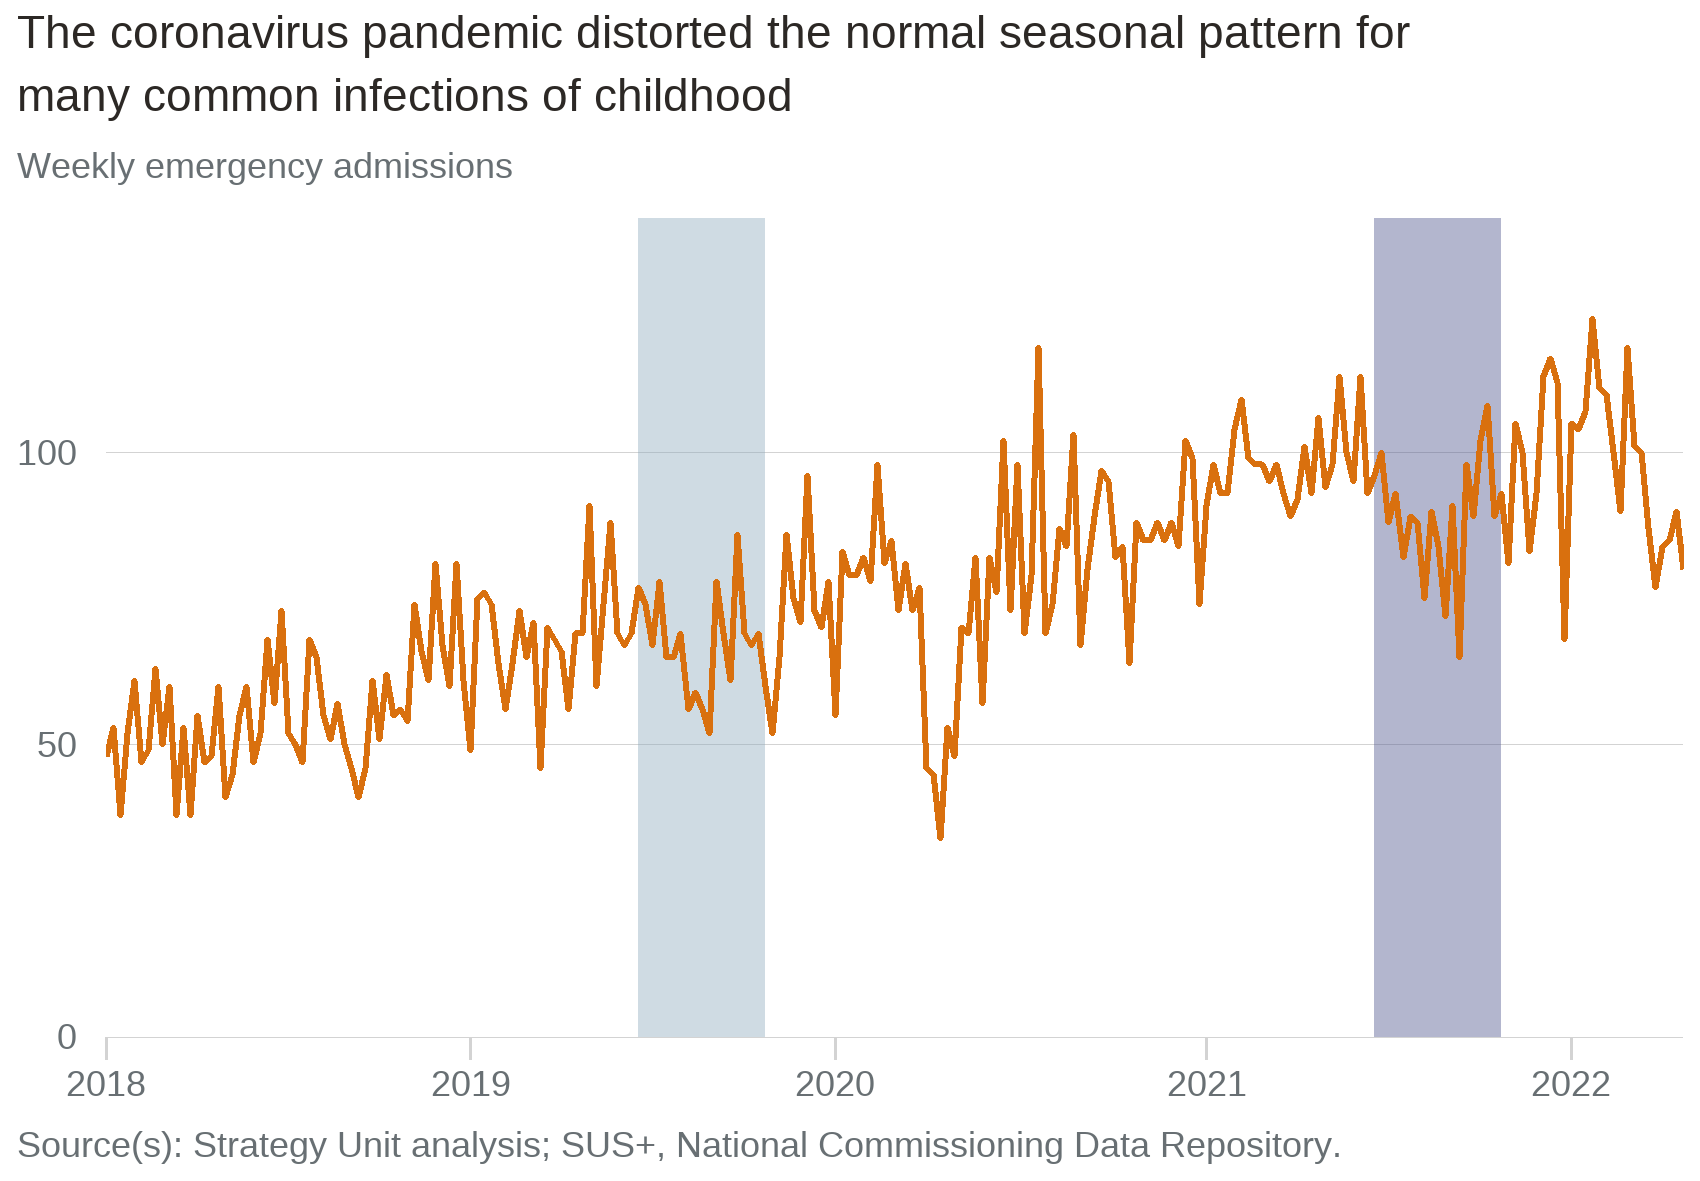 The coronavirus pandemic distorted the normal seasonal pattern for
many common infections of childhood
Weekly emergency admissions
100
50
0
2018 2019 2020 2021 2022
Source(s): Strategy Unit analysis; SUS+, National Commissioning Data Repository.